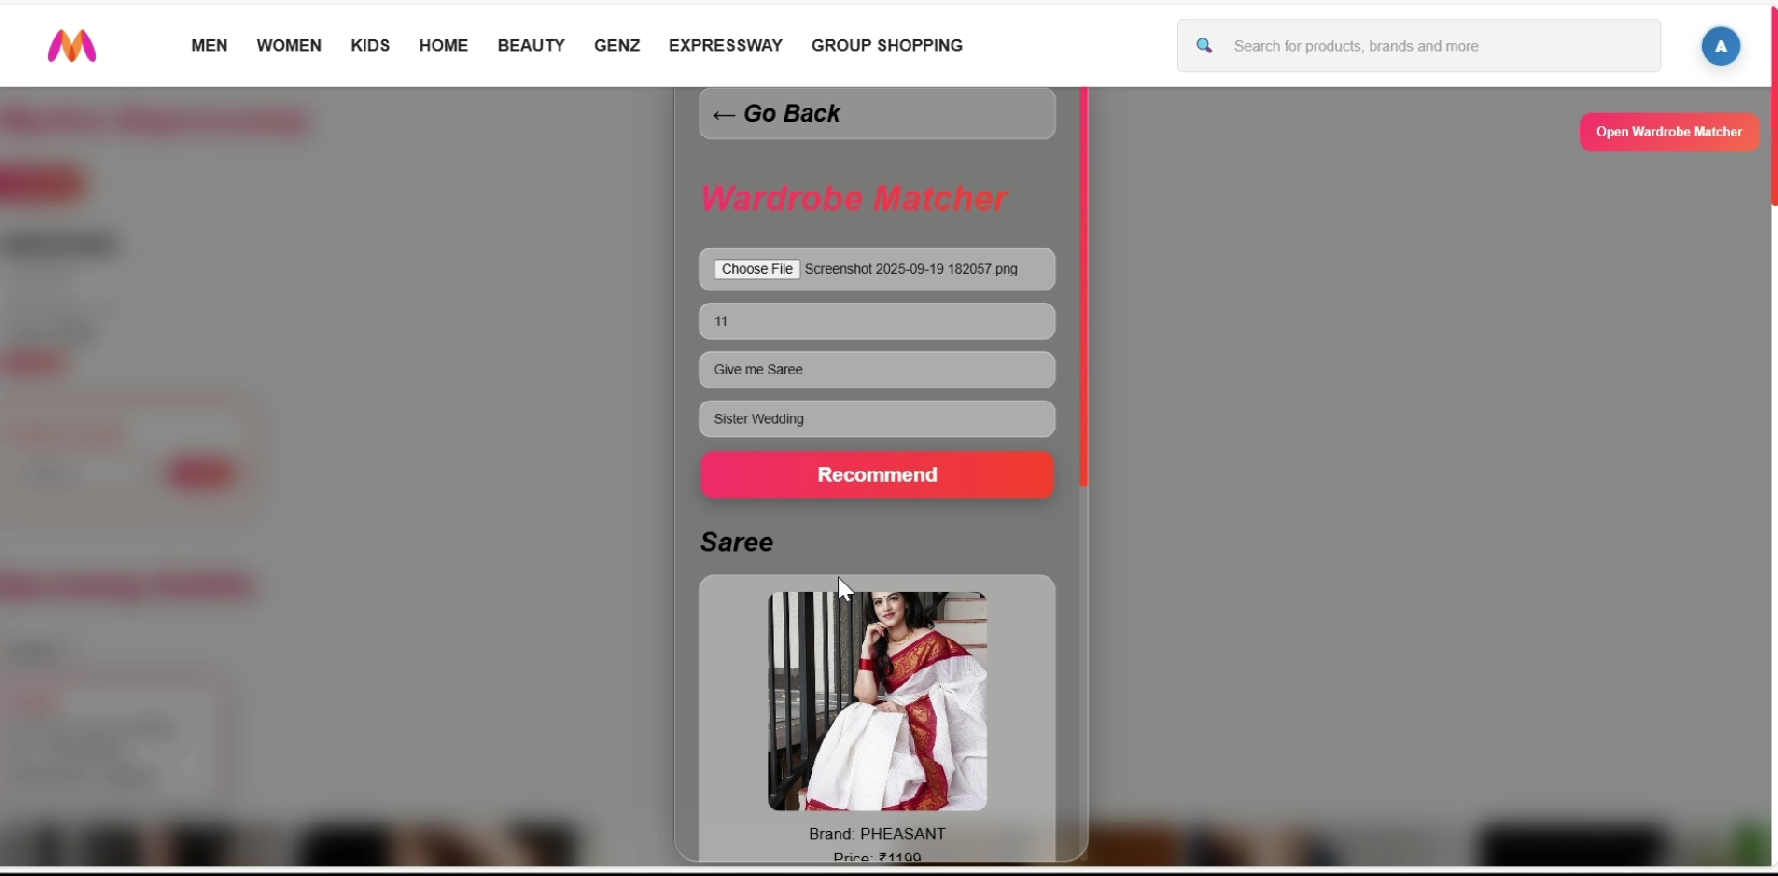 MEN WOMEN KIDS HOME BEAUTY GENZ EXPRESSWAY GROUP SHOPPING
Search for products, brands and more
A
← Go Back
Open Wardrobe Matcher
Wardrobe Matcher
Choose File Screenshot 2025-09-19 182057.png
11
Give me Saree
Sister Wedding
Recommend
Saree
Brand: PHEASANT
Price: ₹1199